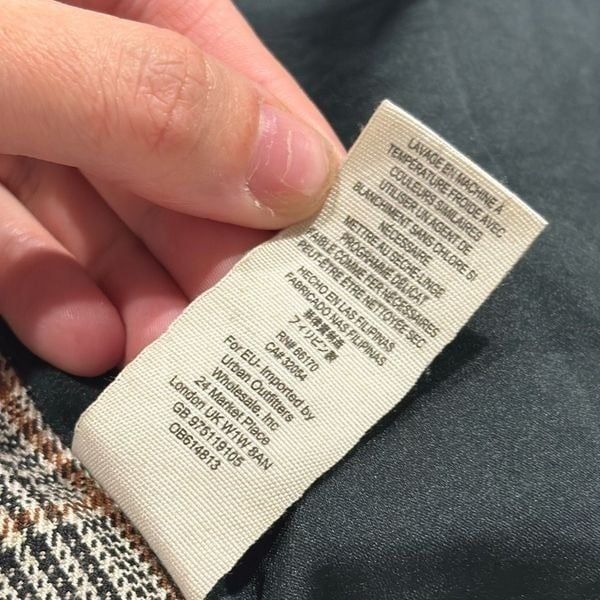 LAVAGE EN MACHINE À
TEMPÉRATURE FROIDE AVEC
COULEURS SIMILAIRES
UTILISER UN AGENT DE
BLANCHIMENT SANS CHLORE SI
NÉCESSAIRE
METTRE AU SÈCHE-LINGE
PROGRAMME DÉLICAT
FAIBLE COMME PER NÉCESSAIRES
PEUT-ÊTRE ÊTRE NETTOYÉE SEC
HECHO EN LAS FILIPINAS
FABRICADO NAS FILIPINAS
フィリピン製
RN# 66170
CA# 32054
For EU- Imported by
Urban Outfitters
Wholesale, Inc
24 Market Place
London UK W1W 8AN
GB 975119105
OB614813